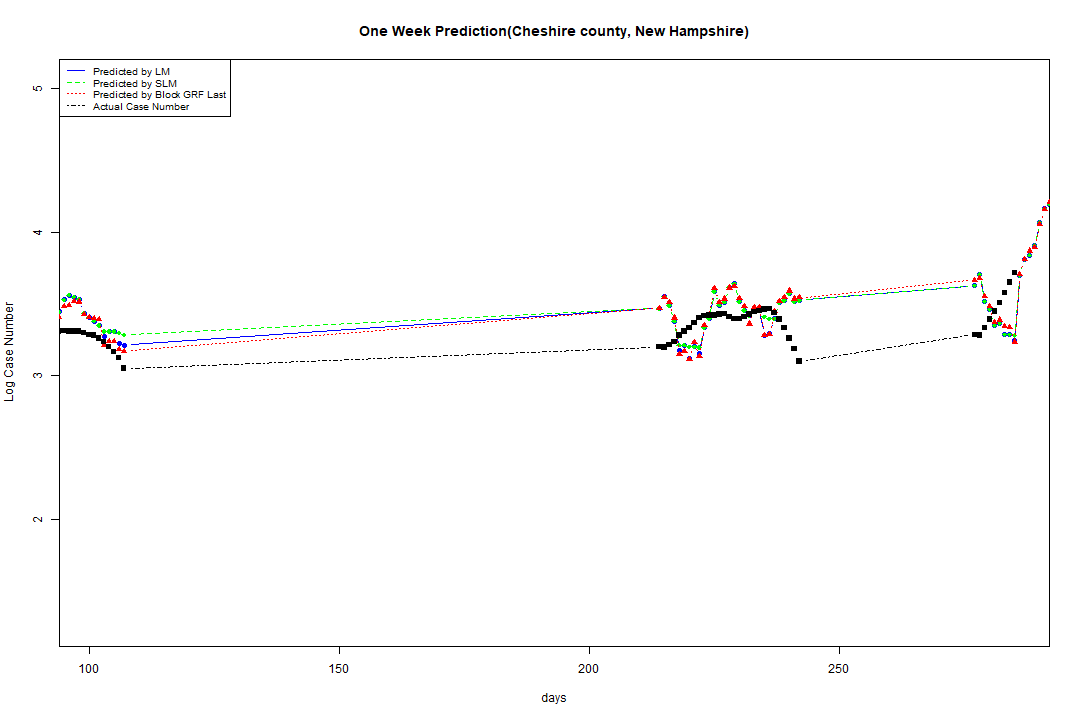 One Week Prediction(Cheshire county, New Hampshire)
Predicted by LM
Predicted by SLM
Predicted by Block GRF Last
Actual Case Number
5
4
3
2
Log Case Number
100
150
200
250
days